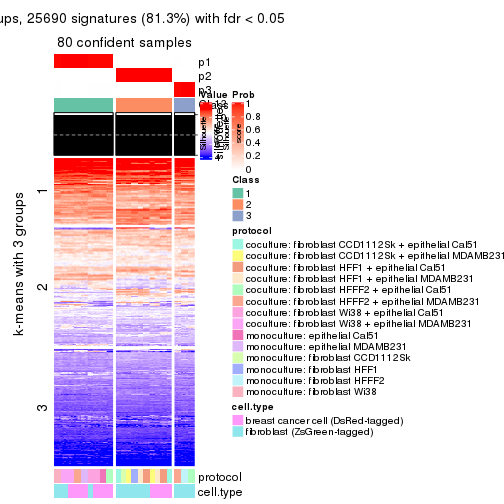 ups, 25690 signatures (81.3%) with fdr < 0.05
80 confident samples
p1
p2
p3
Class
Value
Prob
1
0.8
0.6
0.4
0.2
0
Silhouette
score
k-means with 3 groups
1
2
3
Class
1
2
3
protocol
coculture: fibroblast CCD1112Sk + epithelial Cal51
coculture: fibroblast CCD1112Sk + epithelial MDAMB231
coculture: fibroblast HFF1 + epithelial Cal51
coculture: fibroblast HFF1 + epithelial MDAMB231
coculture: fibroblast HFFF2 + epithelial Cal51
coculture: fibroblast HFFF2 + epithelial MDAMB231
coculture: fibroblast Wi38 + epithelial Cal51
coculture: fibroblast Wi38 + epithelial MDAMB231
monoculture: epithelial Cal51
monoculture: epithelial MDAMB231
monoculture: fibroblast CCD1112Sk
monoculture: fibroblast HFF1
monoculture: fibroblast HFFF2
monoculture: fibroblast Wi38
cell.type
breast cancer cell (DsRed-tagged)
fibroblast (ZsGreen-tagged)
protocol
cell.type